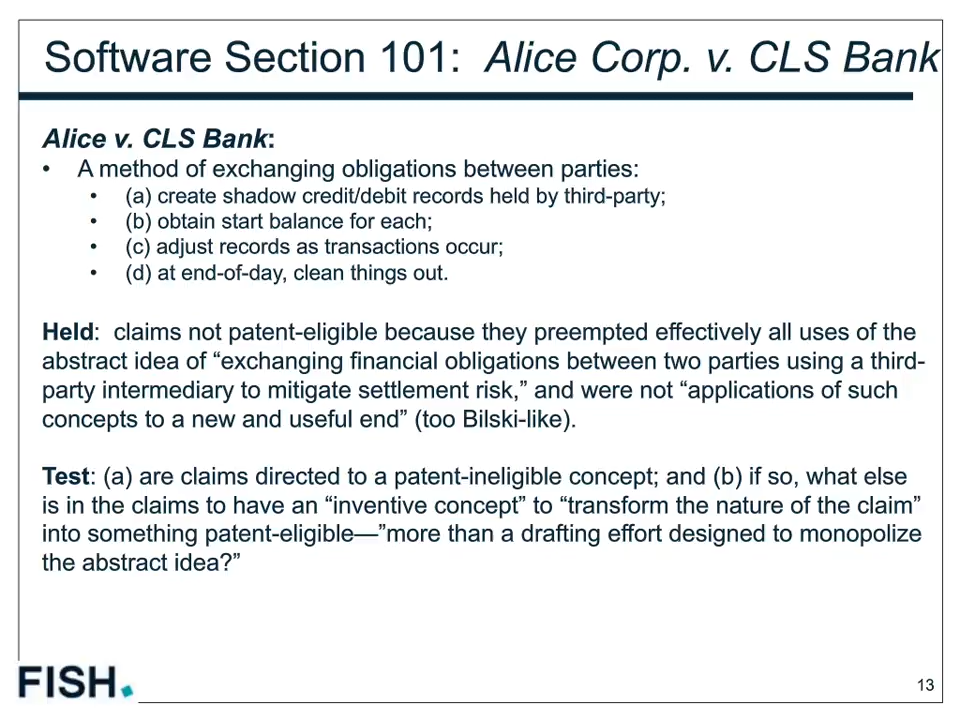 Software Section 101:  Alice Corp. v. CLS Bank
Alice v. CLS Bank:
• A method of exchanging obligations between parties:
• (a) create shadow credit/debit records held by third-party;
• (b) obtain start balance for each;
• (c) adjust records as transactions occur;
• (d) at end-of-day, clean things out.
Held:  claims not patent-eligible because they preempted effectively all uses of the
abstract idea of “exchanging financial obligations between two parties using a third-
party intermediary to mitigate settlement risk,” and were not “applications of such
concepts to a new and useful end” (too Bilski-like).
Test: (a) are claims directed to a patent-ineligible concept; and (b) if so, what else
is in the claims to have an “inventive concept” to “transform the nature of the claim”
into something patent-eligible—”more than a drafting effort designed to monopolize
the abstract idea?”
FISH.
13